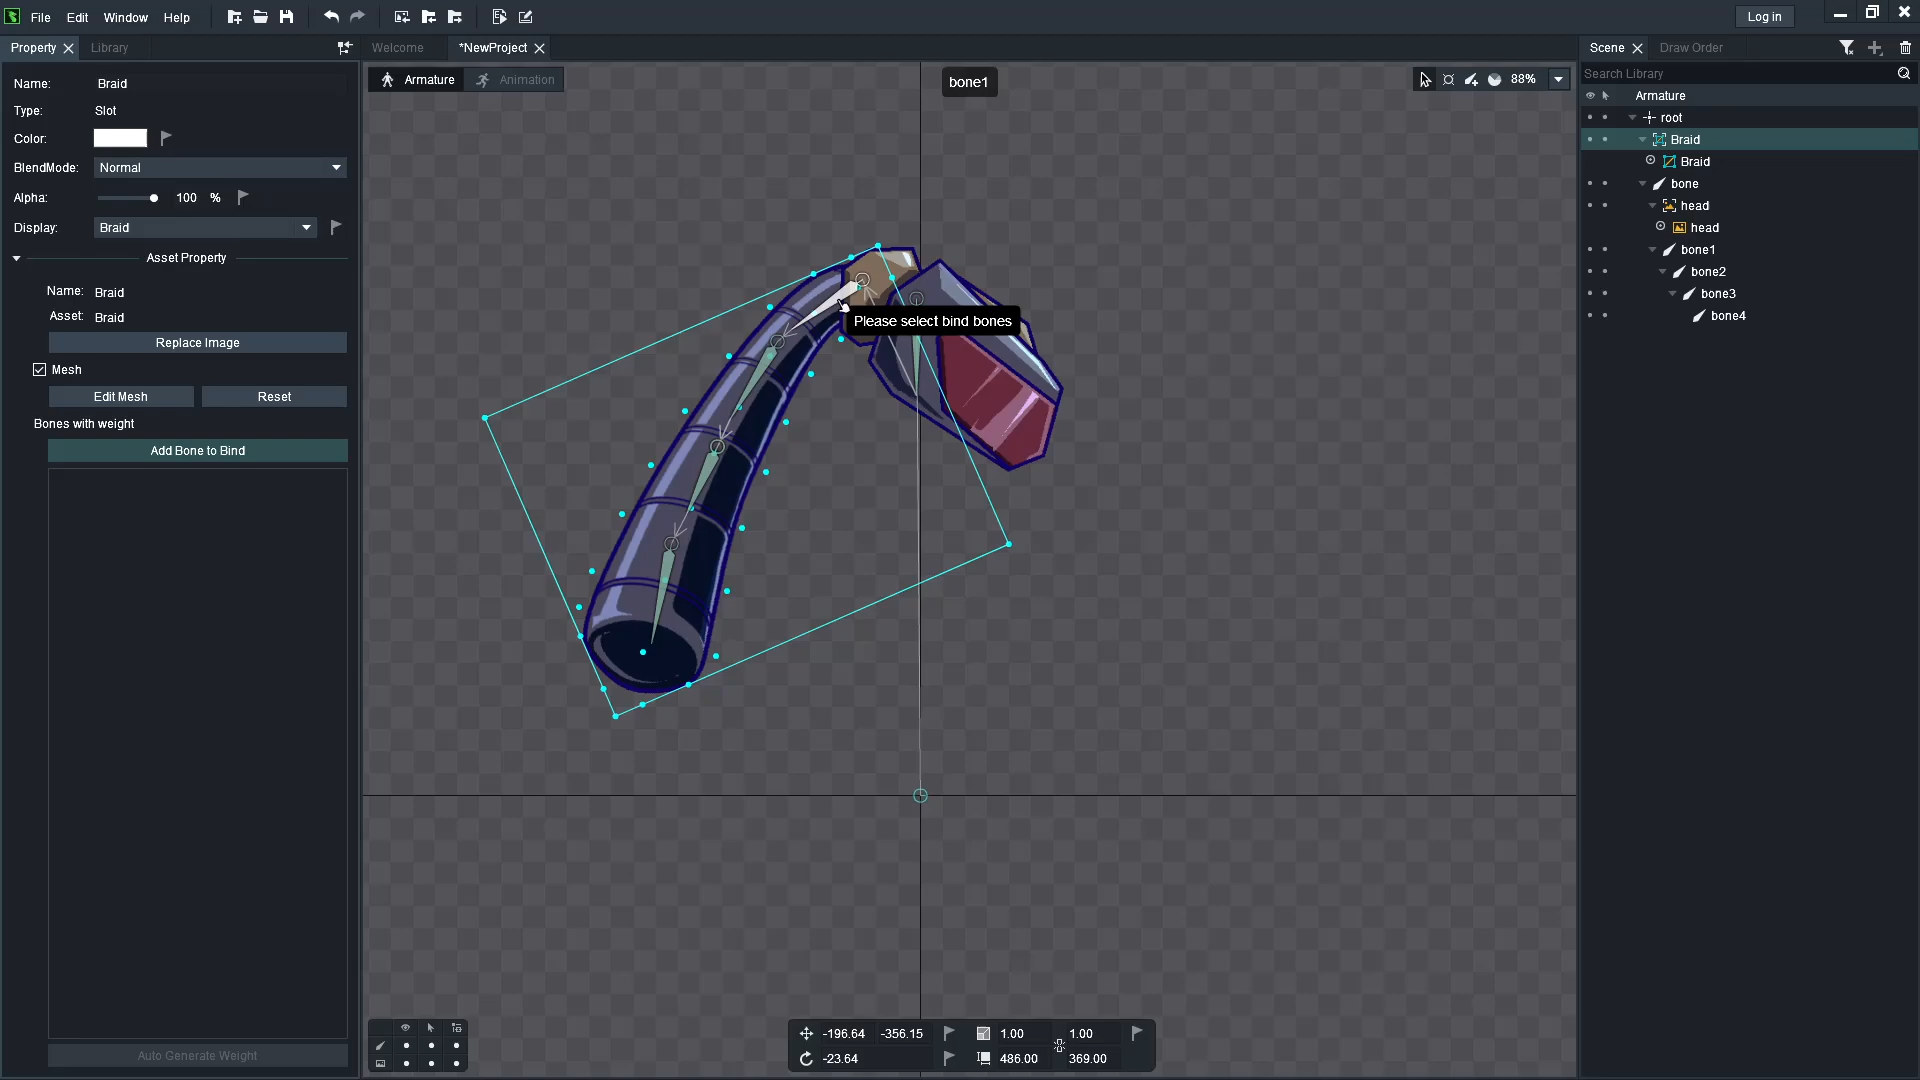 File Edit Window Help
Log in
Property Library
Welcome *NewProject
Scene Draw Order
Name: Braid
Type: Slot
Color:
BlendMode: Normal
Alpha: 100 %
Display: Braid
Asset Property
Name: Braid
Asset: Braid
Replace Image
Mesh
Edit Mesh Reset
Bones with weight
Add Bone to Bind
Auto Generate Weight
Armature Animation
bone1
88%
Please select bind bones
-196.64 -356.15 1.00 1.00
-23.64 486.00 369.00
Search Library
Armature
root
Braid
Braid
bone
head
head
bone1
bone2
bone3
bone4